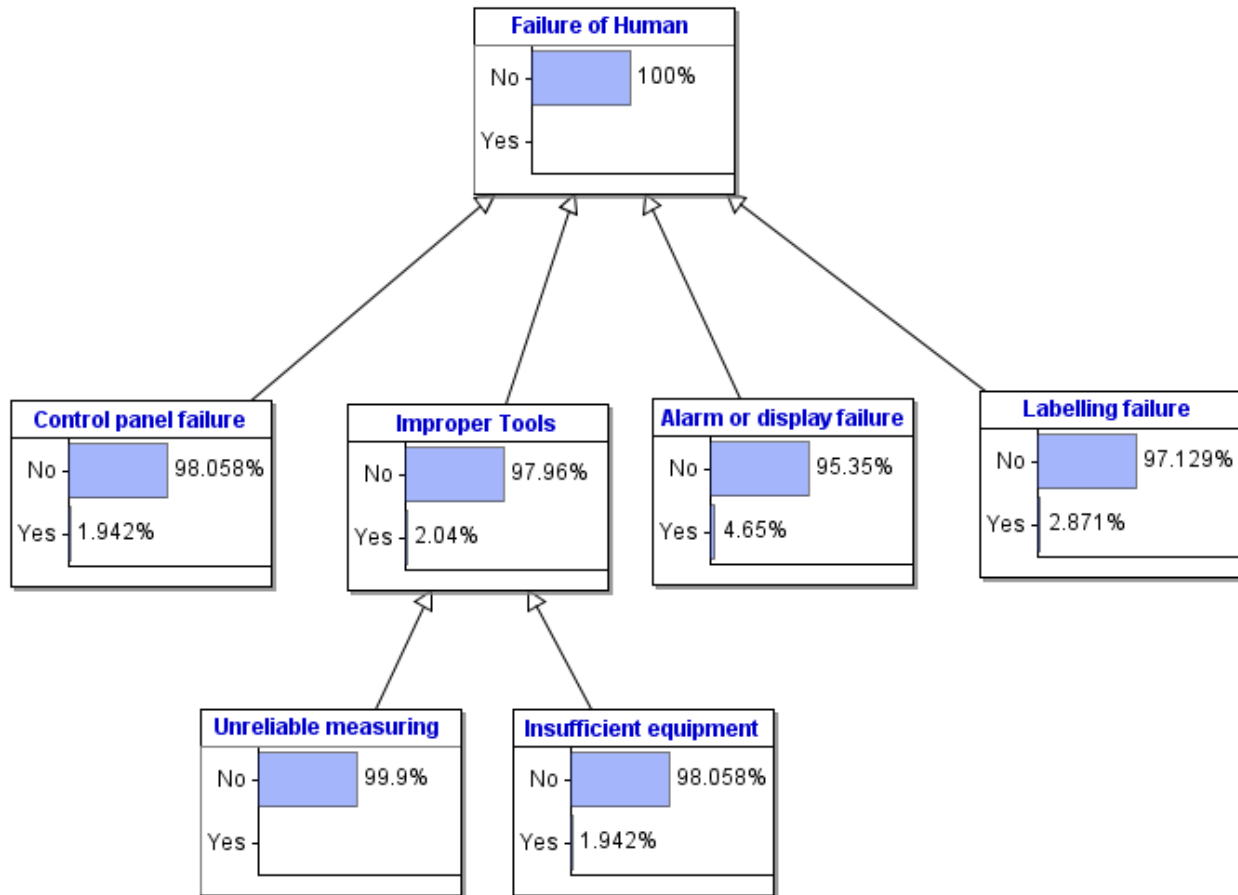 Failure of Human
No 100%
Yes
Control panel failure
No 98.058%
Yes 1.942%
Improper Tools
No 97.96%
Yes 2.04%
Alarm or display failure
No 95.35%
Yes 4.65%
Labelling failure
No 97.129%
Yes 2.871%
Unreliable measuring
No 99.9%
Yes
Insufficient equipment
No 98.058%
Yes 1.942%